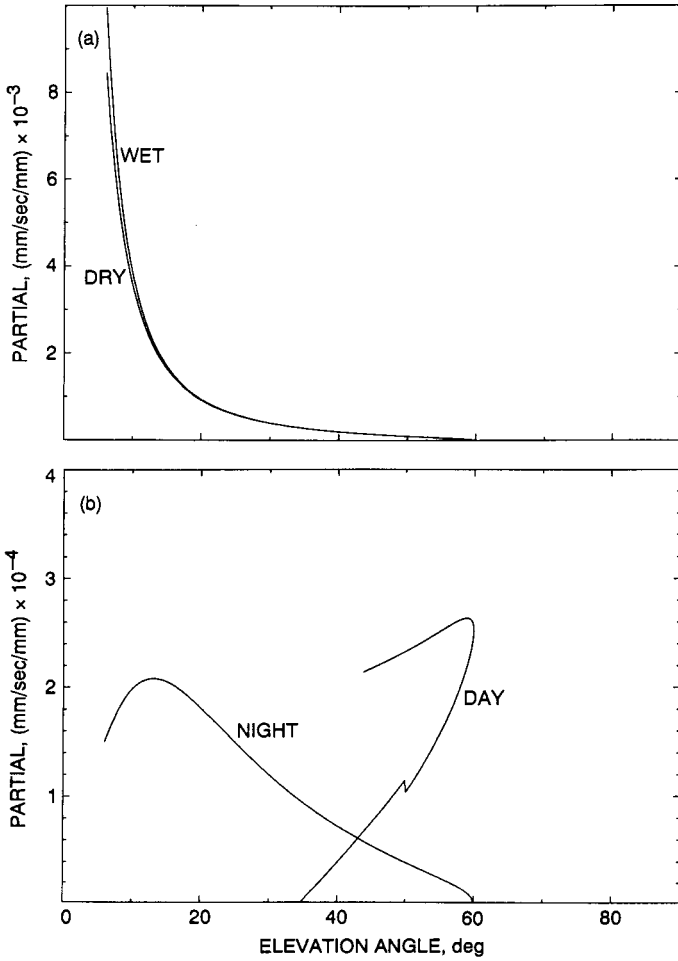 (a)
PARTIAL, (mm/sec/mm) × 10⁻³
8
6
4
2
WET
DRY
(b)
PARTIAL, (mm/sec/mm) × 10⁻⁴
4
3
2
1
NIGHT
DAY
0 20 40 60 80
ELEVATION ANGLE, deg